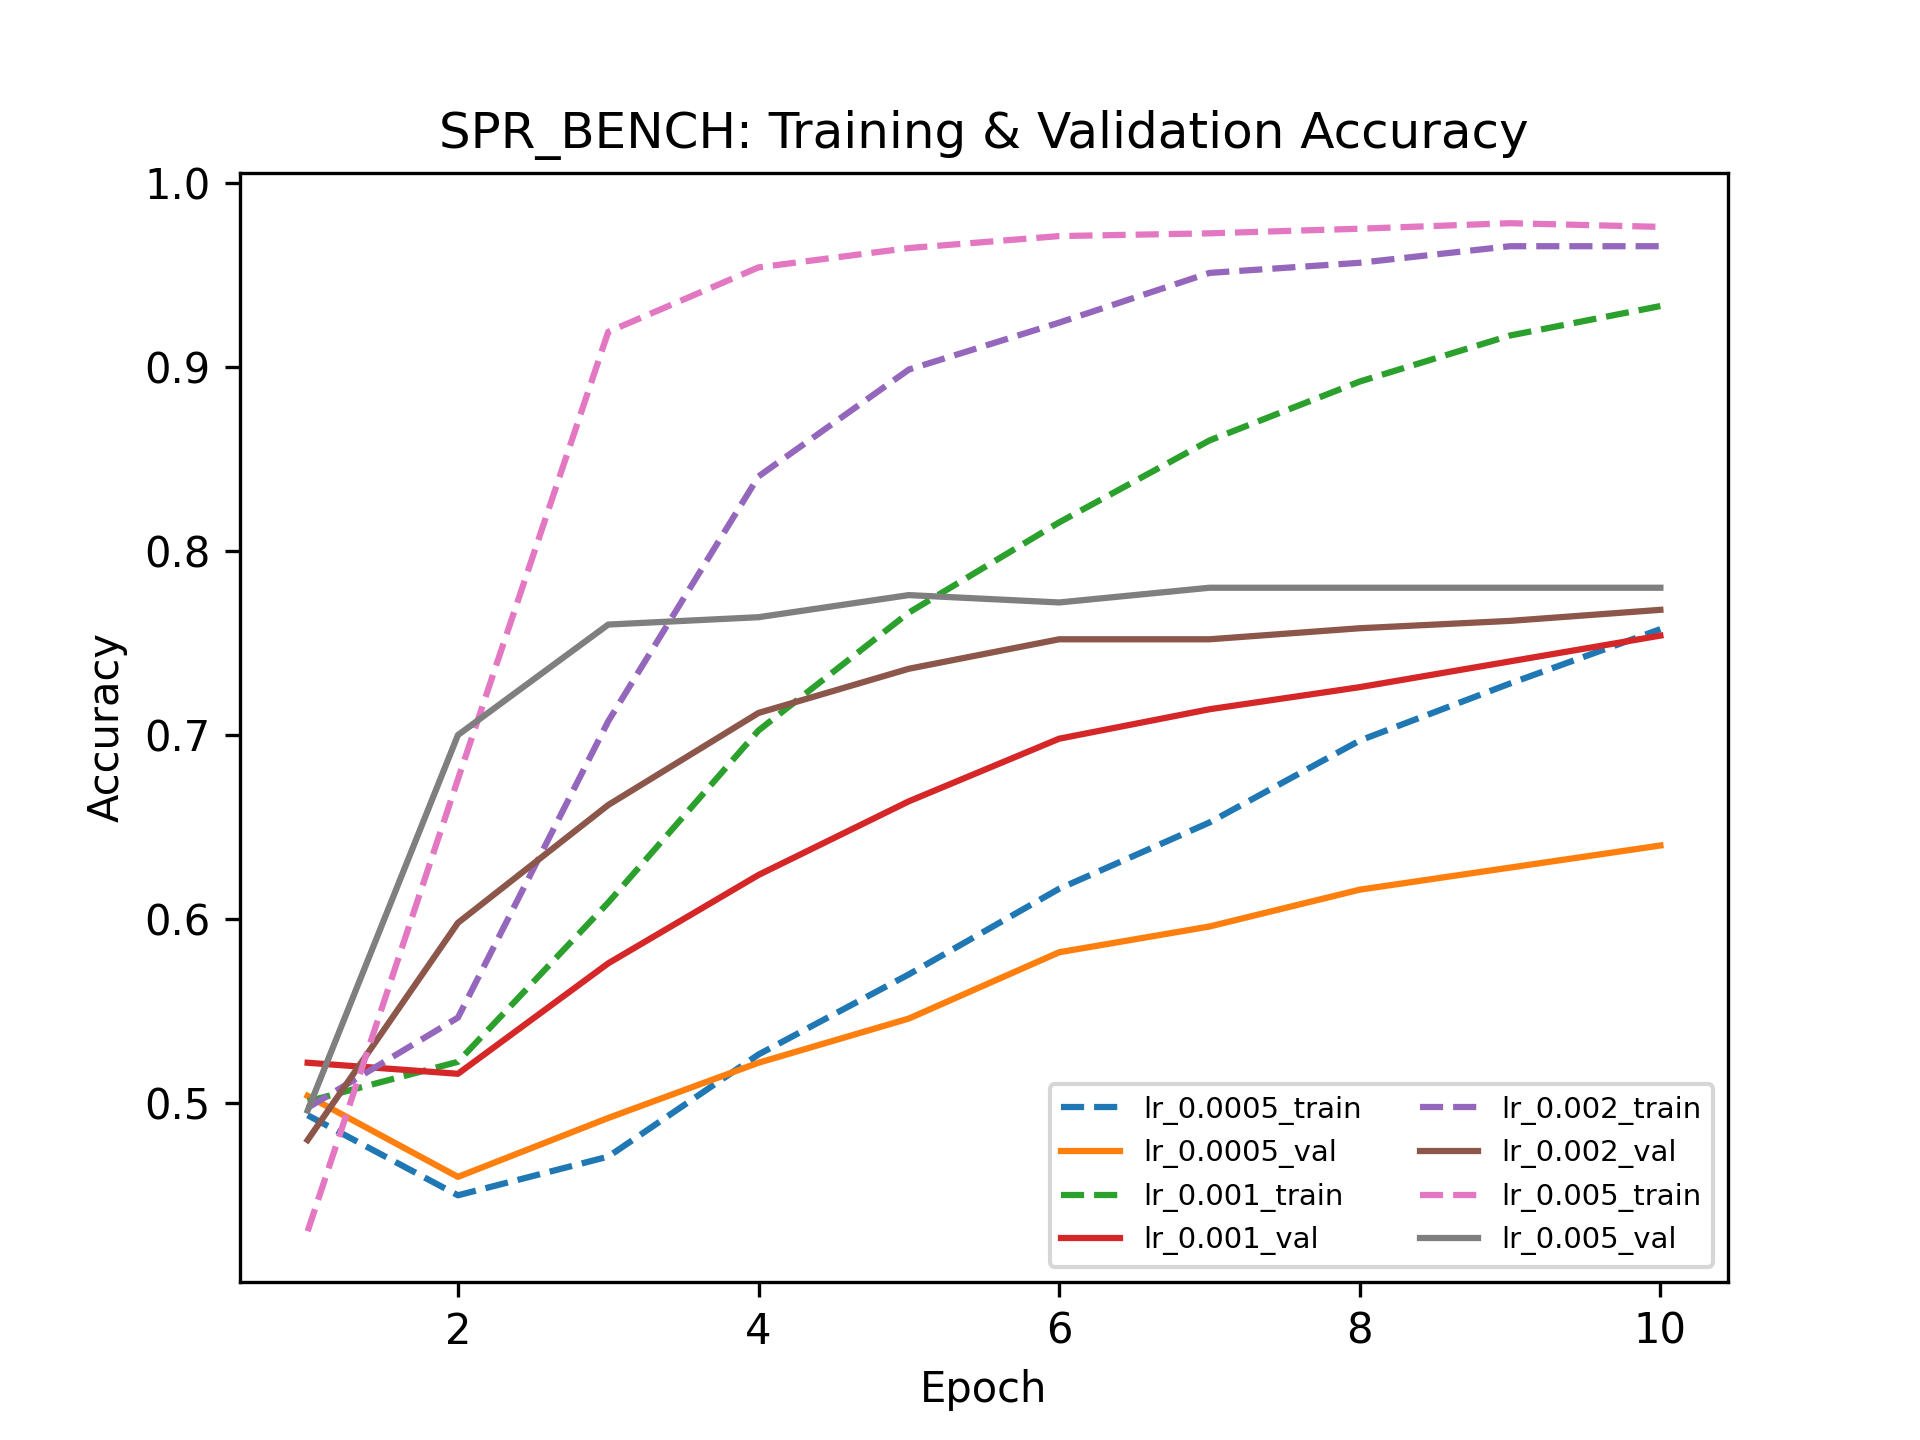 SPR_BENCH: Training & Validation Accuracy
1.0
0.9
0.8
0.7
0.6
0.5
Accuracy
2 4 6 8 10
Epoch
lr_0.0005_train
lr_0.0005_val
lr_0.001_train
lr_0.001_val
lr_0.002_train
lr_0.002_val
lr_0.005_train
lr_0.005_val